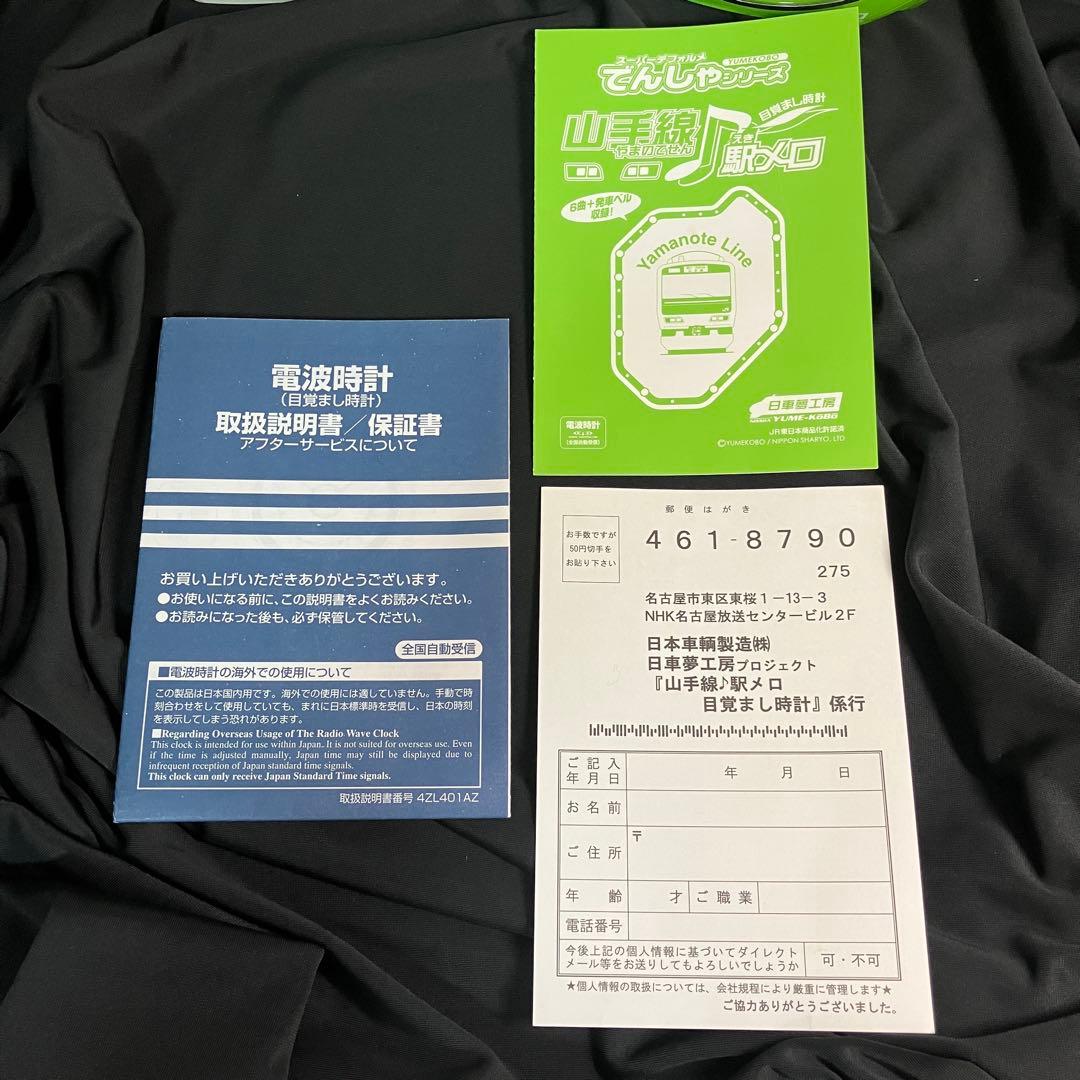 スーパーデフォルメ
でんしゃシリーズ
YUMEKOBO
山手線
やまのてせん
目覚まし時計
えき
駅メロ
6曲+発車ベル
収録!
Yamanote Line
JR
日車夢工房
YUME-KōBō
電波時計
【全国自動受信】
JR東日本商品化許諾済
©YUMEKOBO / NIPPON SHARYO, LTD
電波時計
(目覚まし時計)
取扱説明書/保証書
アフターサービスについて
お買い上げいただきありがとうございます。
●お使いになる前に、この説明書をよくお読みください。
●お読みになった後も、必ず保管してください。
全国自動受信
■電波時計の海外での使用について
この製品は日本国内用です。海外での使用には適していません。手動で時
刻合わせをして使用していても、まれに日本標準時を受信し、日本の時刻
を表示してしまう恐れがあります。
■Regarding Overseas Usage of The Radio Wave Clock
This clock is intended for use within Japan. It is not suited for overseas use. Even
if the time is adjusted manually, Japan time may still be displayed due to
infrequent reception of Japan standard time signals.
This clock can only receive Japan Standard Time signals.
取扱説明書番号 4ZL401AZ
郵便はがき
お手数ですが
50円切手を
お貼り下さい
461-8790
275
名古屋市東区東桜1-13-3
NHK名古屋放送センタービル2F
日本車輌製造㈱
日車夢工房プロジェクト
『山手線♪駅メロ
目覚まし時計』係行
ご記入
年月日
年 月 日
お名前
ご住所
〒
年 齢 才 ご職業
電話番号
今後上記の個人情報に基づいてダイレクト
メール等をお送りしてもよろしいでしょうか
可・不可
★個人情報の取扱については、会社規程により厳重に管理します★
ご協力ありがとうございました。